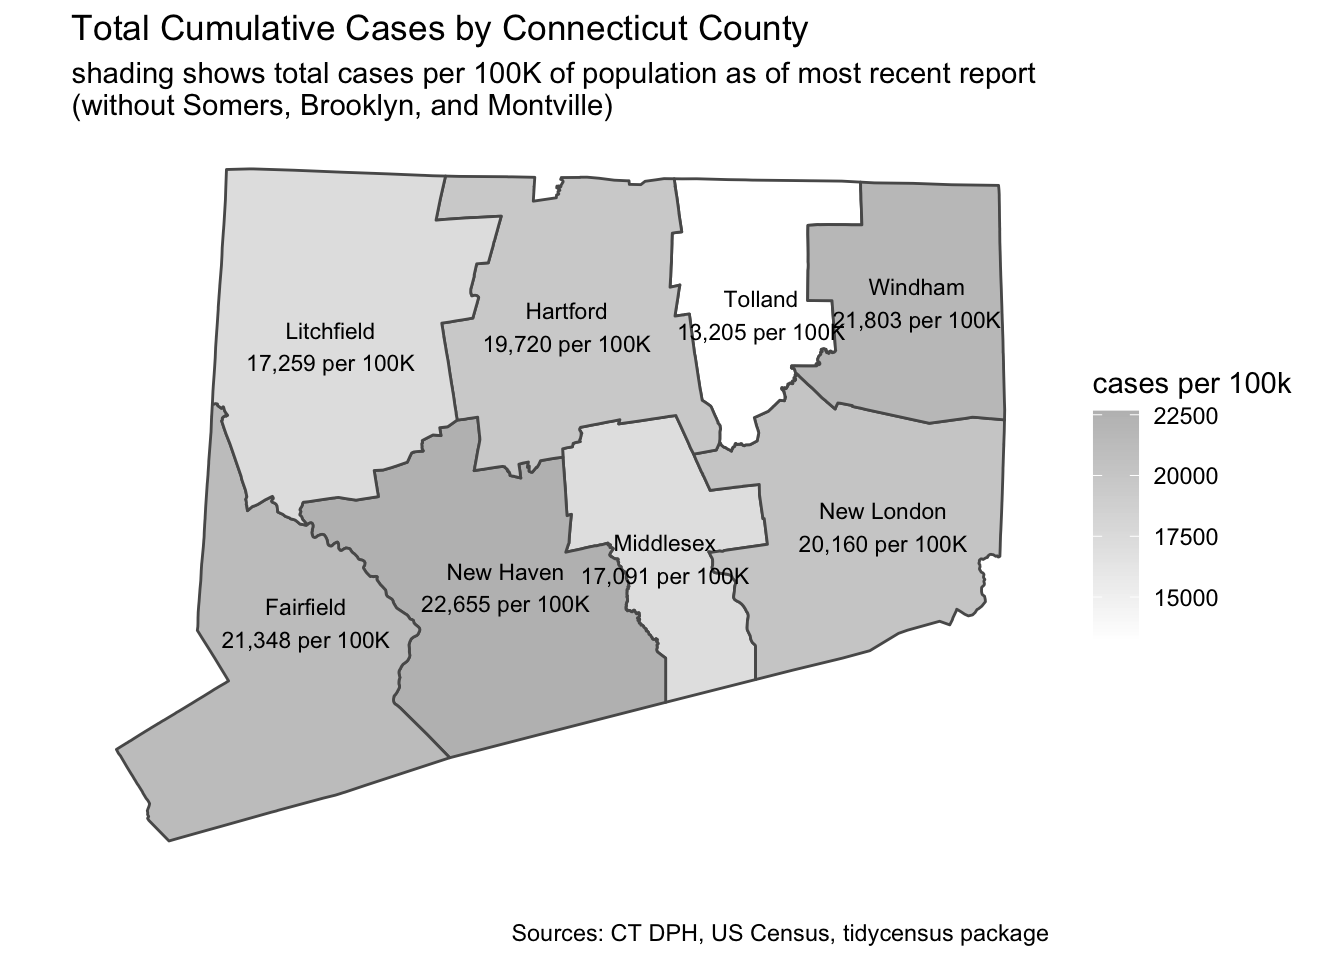 Total Cumulative Cases by Connecticut County
shading shows total cases per 100K of population as of most recent report
(without Somers, Brooklyn, and Montville)
Litchfield
17,259 per 100K
Hartford
19,720 per 100K
Tolland
13,205 per 100K
Windham
21,803 per 100K
New London
20,160 per 100K
Middlesex
17,091 per 100K
New Haven
22,655 per 100K
Fairfield
21,348 per 100K
cases per 100k
22500
20000
17500
15000
Sources: CT DPH, US Census, tidycensus package